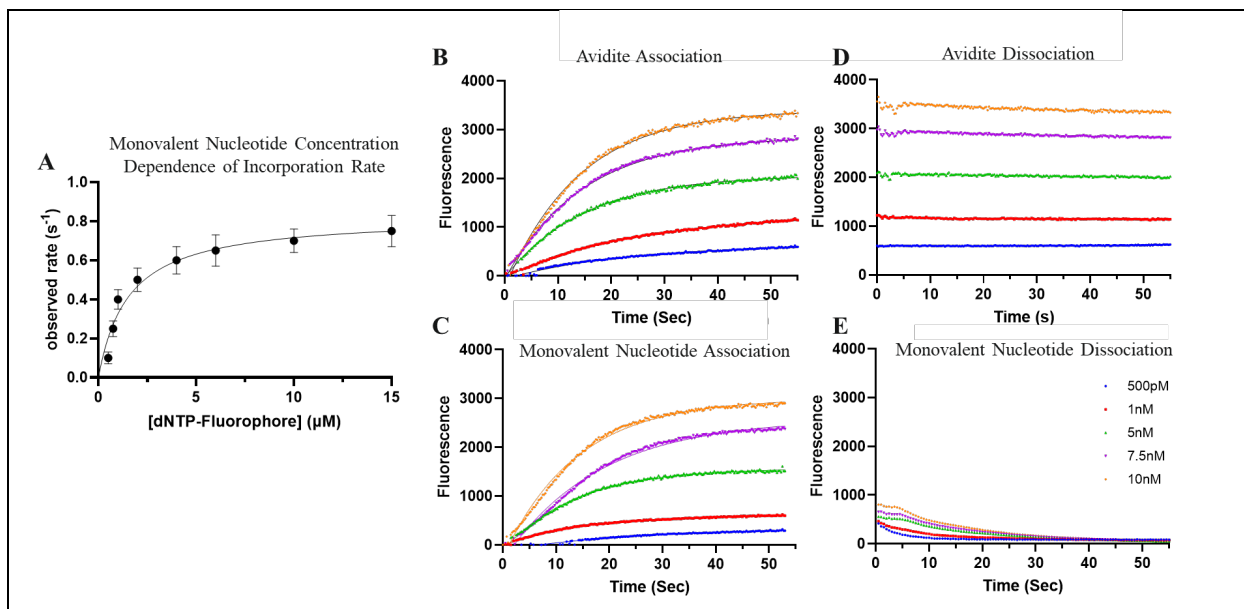 A
Monovalent Nucleotide Concentration
Dependence of Incorporation Rate
observed rate (s⁻¹)
1.0
0.8
0.6
0.4
0.2
0.0
0
5
10
15
[dNTP-Fluorophore] (µM)
B
Avidite Association
Fluorescence
4000
3000
2000
1000
0
0
10
20
30
40
50
Time (Sec)
C
Monovalent Nucleotide Association
Fluorescence
4000
3000
2000
1000
0
0
10
20
30
40
50
Time (Sec)
D
Avidite Dissociation
Fluorescence
4000
3000
2000
1000
0
0
10
20
30
40
50
Time (s)
E
Monovalent Nucleotide Dissociation
Fluorescence
4000
3000
2000
1000
0
0
10
20
30
40
50
Time (Sec)
500pM
1nM
5nM
7.5nM
10nM